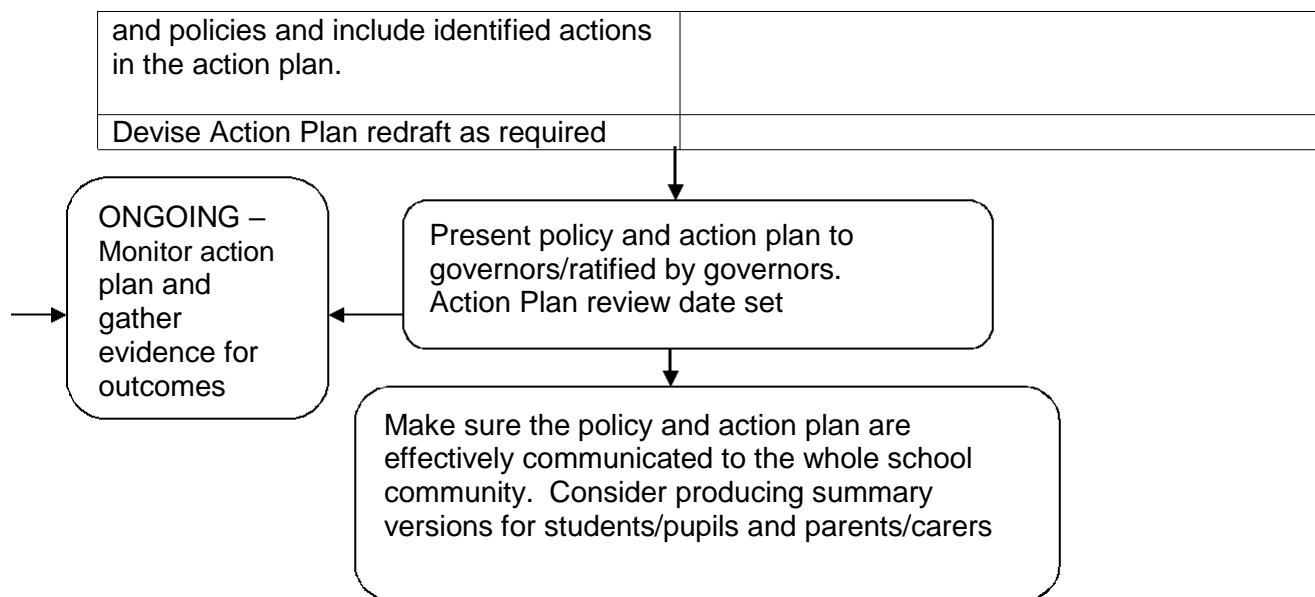 and policies and include identified actions
in the action plan.
Devise Action Plan redraft as required
ONGOING –
Monitor action
plan and
gather
evidence for
outcomes
Present policy and action plan to
governors/ratified by governors.
Action Plan review date set
Make sure the policy and action plan are
effectively communicated to the whole school
community.  Consider producing summary
versions for students/pupils and parents/carers